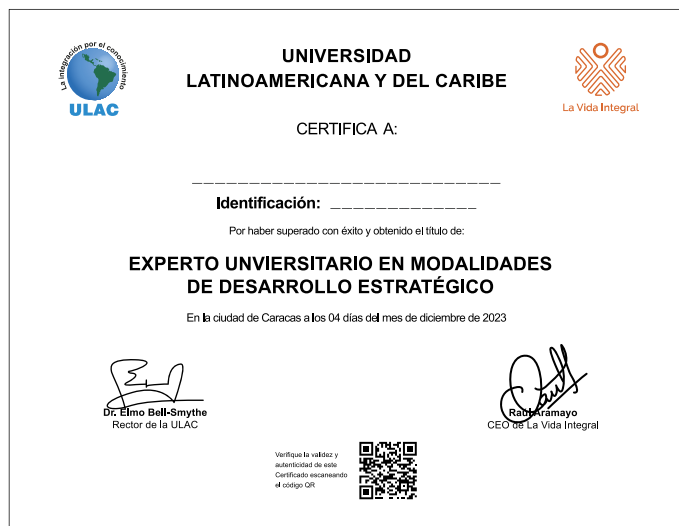 La integración por el conocimiento
ULAC
UNIVERSIDAD
LATINOAMERICANA Y DEL CARIBE
La Vida Integral
CERTIFICA A:
Identificación:
Por haber superado con éxito y obtenido el título de:
EXPERTO UNVIERSITARIO EN MODALIDADES
DE DESARROLLO ESTRATÉGICO
En la ciudad de Caracas a los 04 días del mes de diciembre de 2023
Dr. Elmo Bell-Smythe
Rector de la ULAC
Raúl Aramayo
CEO de La Vida Integral
Verifique la validez y
autenticidad de este
Certificado escaneando
el código QR